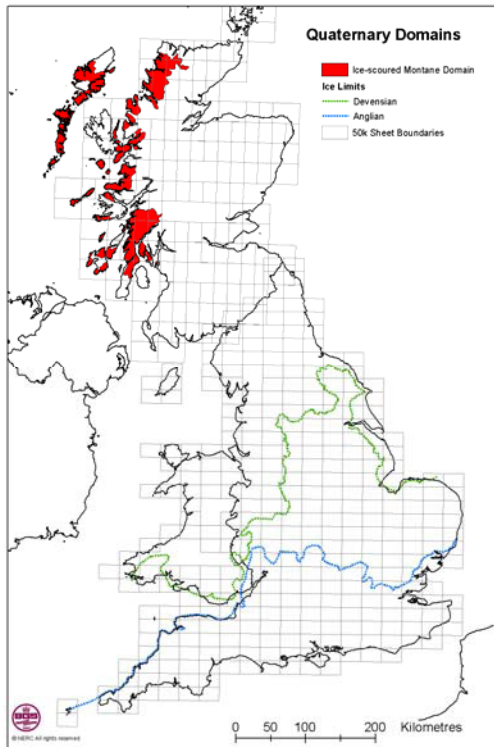 Quaternary Domains
Ice-scoured Montane Domain
Ice Limits
Devensian
Anglian
50k Sheet Boundaries
BGS
© NERC All rights reserved
0 50 100 200 Kilometres